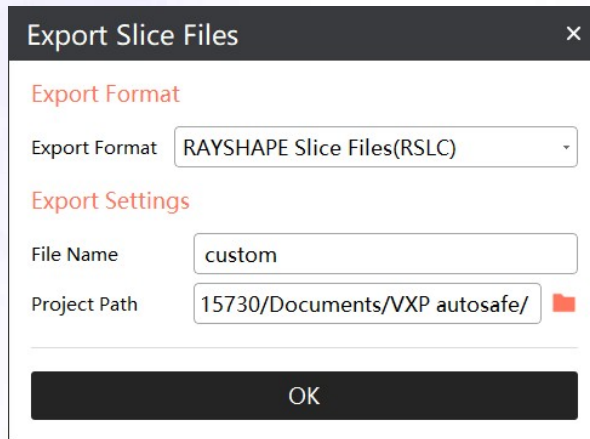 Export Slice Files
Export Format
Export Format RAYSHAPE Slice Files(RSLC)
Export Settings
File Name custom
Project Path 15730/Documents/VXP autosafe/
OK